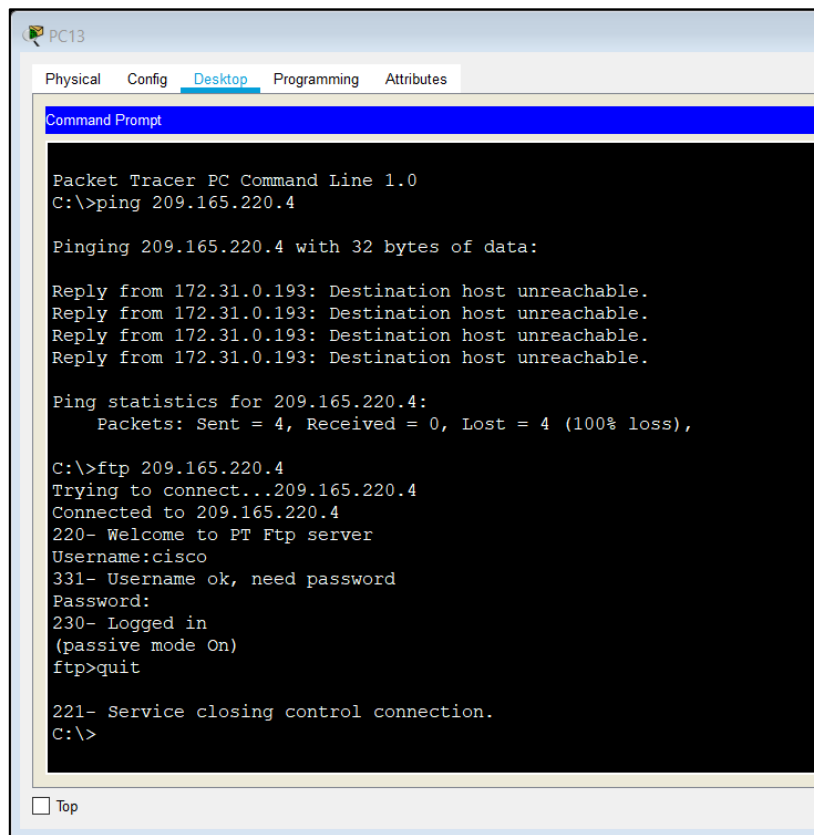 PC13
Physical Config Desktop Programming Attributes
Command Prompt
Packet Tracer PC Command Line 1.0
C:\>ping 209.165.220.4
Pinging 209.165.220.4 with 32 bytes of data:
Reply from 172.31.0.193: Destination host unreachable.
Reply from 172.31.0.193: Destination host unreachable.
Reply from 172.31.0.193: Destination host unreachable.
Reply from 172.31.0.193: Destination host unreachable.
Ping statistics for 209.165.220.4:
    Packets: Sent = 4, Received = 0, Lost = 4 (100% loss),
C:\>ftp 209.165.220.4
Trying to connect...209.165.220.4
Connected to 209.165.220.4
220- Welcome to PT Ftp server
Username:cisco
331- Username ok, need password
Password:
230- Logged in
(passive mode On)
ftp>quit
221- Service closing control connection.
C:\>
Top